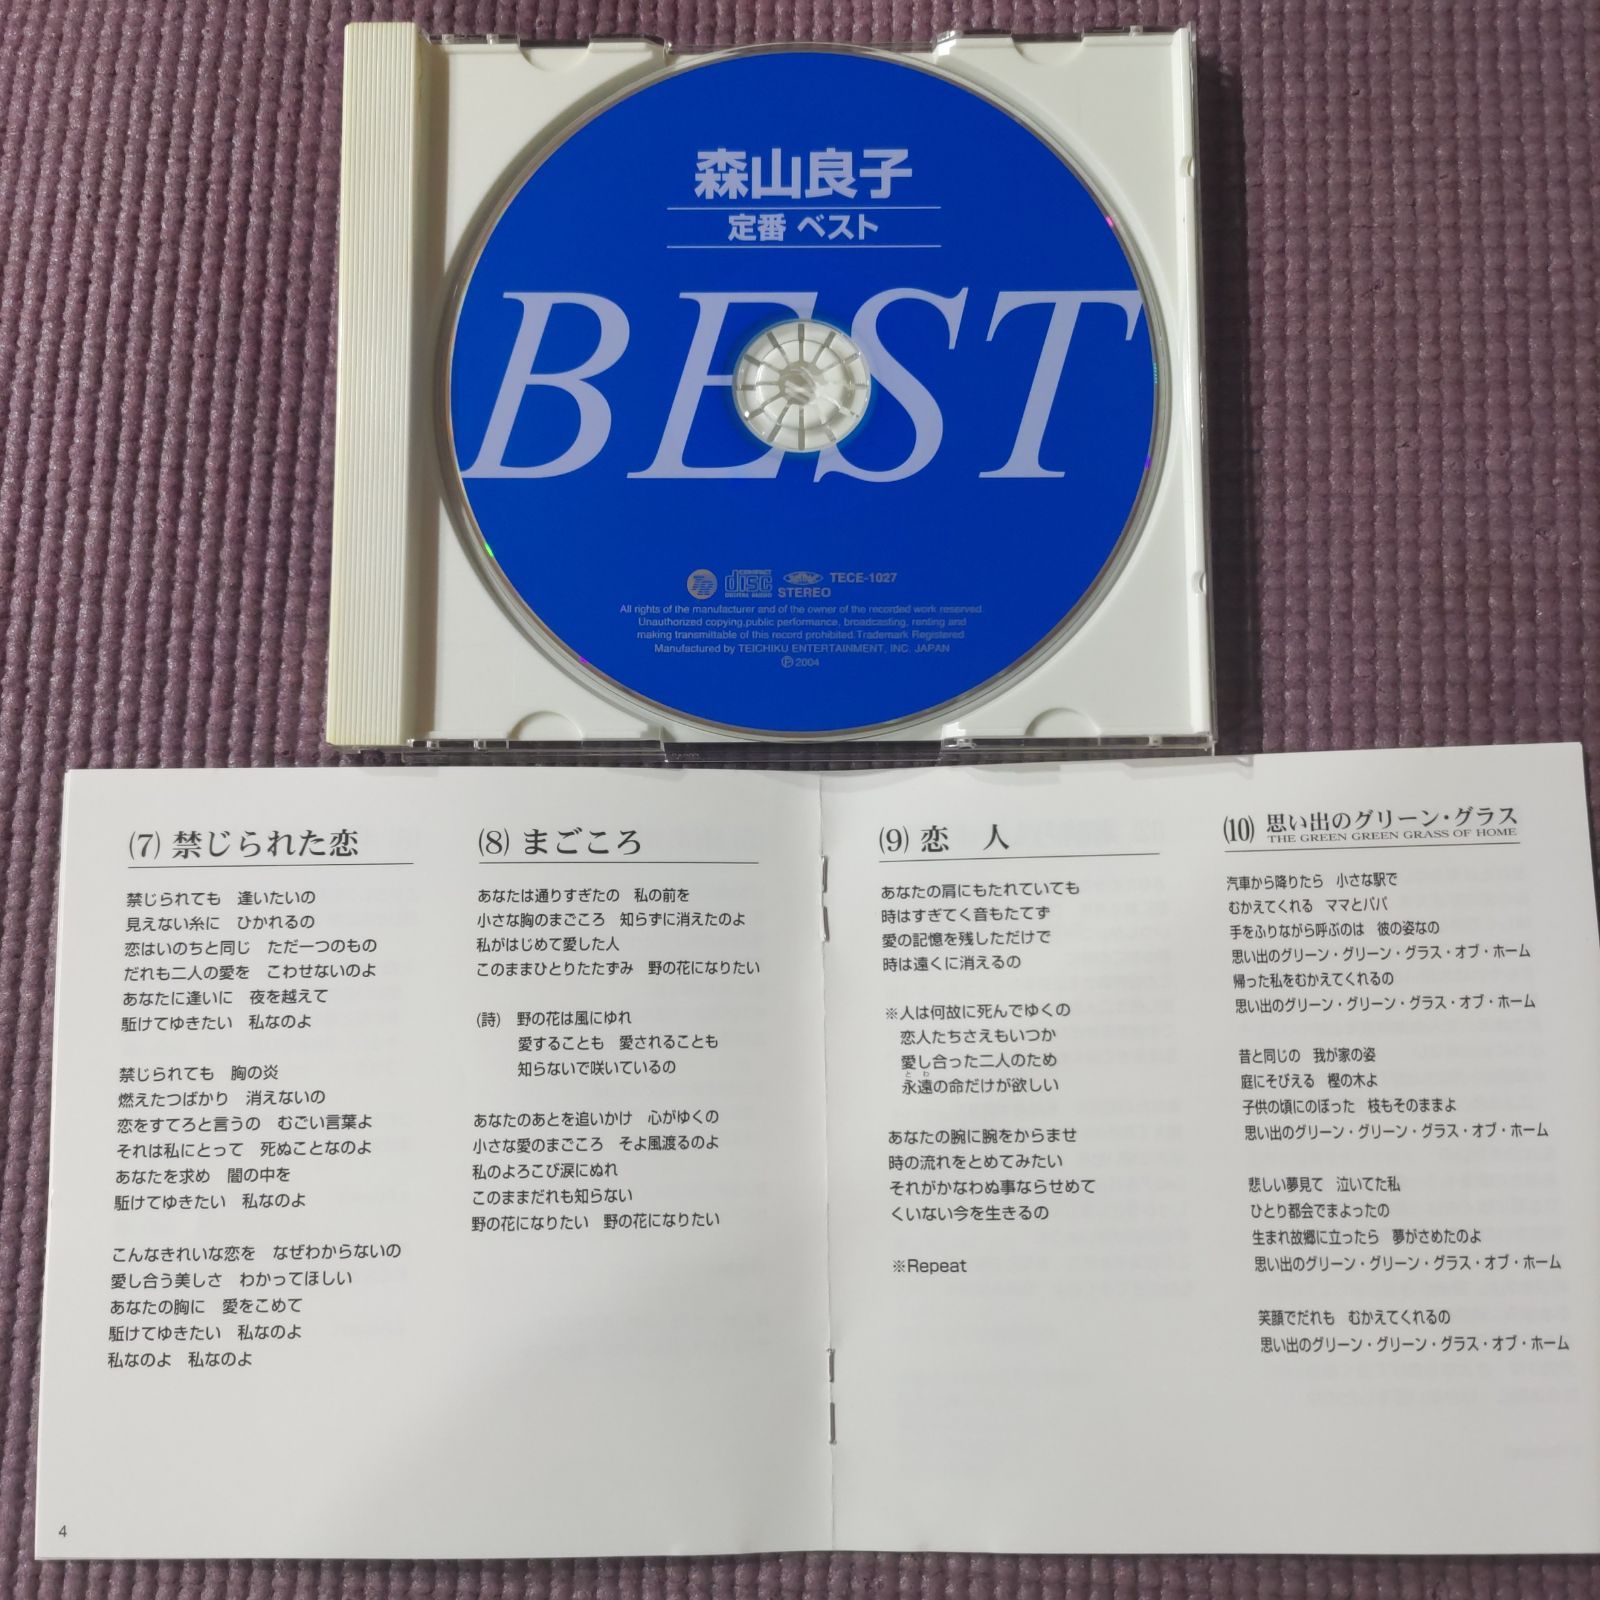 森山良子
定番 ベスト
BEST
COMPACT
disc
DIGITAL AUDIO
TECE-1027
STEREO
All rights of the manufacturer and of the owner of the recorded work reserved
Unauthorized copying,public performance, broadcasting, renting and
making transmittable of this record prohibited.Trademark Registered
Manufactured by TEICHIKU ENTERTAINMENT, INC. JAPAN
Ⓟ2004
(7) 禁じられた恋
禁じられても 逢いたいの
見えない糸に ひかれるの
恋はいのちと同じ ただ一つのもの
だれも二人の愛を こわせないのよ
あなたに逢いに 夜を越えて
駈けてゆきたい 私なのよ
禁じられても 胸の炎
燃えたつばかり 消えないの
恋をすてろと言うの むごい言葉よ
それは私にとって 死ぬことなのよ
あなたを求め 闇の中を
駈けてゆきたい 私なのよ
こんなきれいな恋を なぜわからないの
愛し合う美しさ わかってほしい
あなたの胸に 愛をこめて
駈けてゆきたい 私なのよ
私なのよ 私なのよ
(8) まごころ
あなたは通りすぎたの 私の前を
小さな胸のまごころ 知らずに消えたのよ
私がはじめて愛した人
このままひとりたたずみ 野の花になりたい
(詩) 野の花は風にゆれ
愛することも 愛されることも
知らないで咲いているの
あなたのあとを追いかけ 心がゆくの
小さな愛のまごころ そよ風渡るのよ
私のよろこび涙にぬれ
このままだれも知らない
野の花になりたい 野の花になりたい
4
(9) 恋 人
あなたの肩にもたれていても
時はすぎてく音もたてず
愛の記憶を残しただけで
時は遠くに消えるの
※人は何故に死んでゆくの
恋人たちさえもいつか
愛し合った二人のため
とわ
永遠の命だけが欲しい
あなたの腕に腕をからませ
時の流れをとめてみたい
それがかなわぬ事ならせめて
くいない今を生きるの
※Repeat
(10) 思い出のグリーン・グラス
THE GREEN GREEN GRASS OF HOME
汽車から降りたら 小さな駅で
むかえてくれる ママとパパ
手をふりながら呼ぶのは 彼の姿なの
思い出のグリーン・グリーン・グラス・オブ・ホーム
帰った私をむかえてくれるの
思い出のグリーン・グリーン・グラス・オブ・ホーム
昔と同じの 我が家の姿
庭にそびえる 樫の木よ
子供の頃にのぼった 枝もそのままよ
思い出のグリーン・グリーン・グラス・オブ・ホーム
悲しい夢見て 泣いてた私
ひとり都会でまよったの
生まれ故郷に立ったら 夢がさめたのよ
思い出のグリーン・グリーン・グラス・オブ・ホーム
笑顔でだれも むかえてくれるの
思い出のグリーン・グリーン・グラス・オブ・ホーム